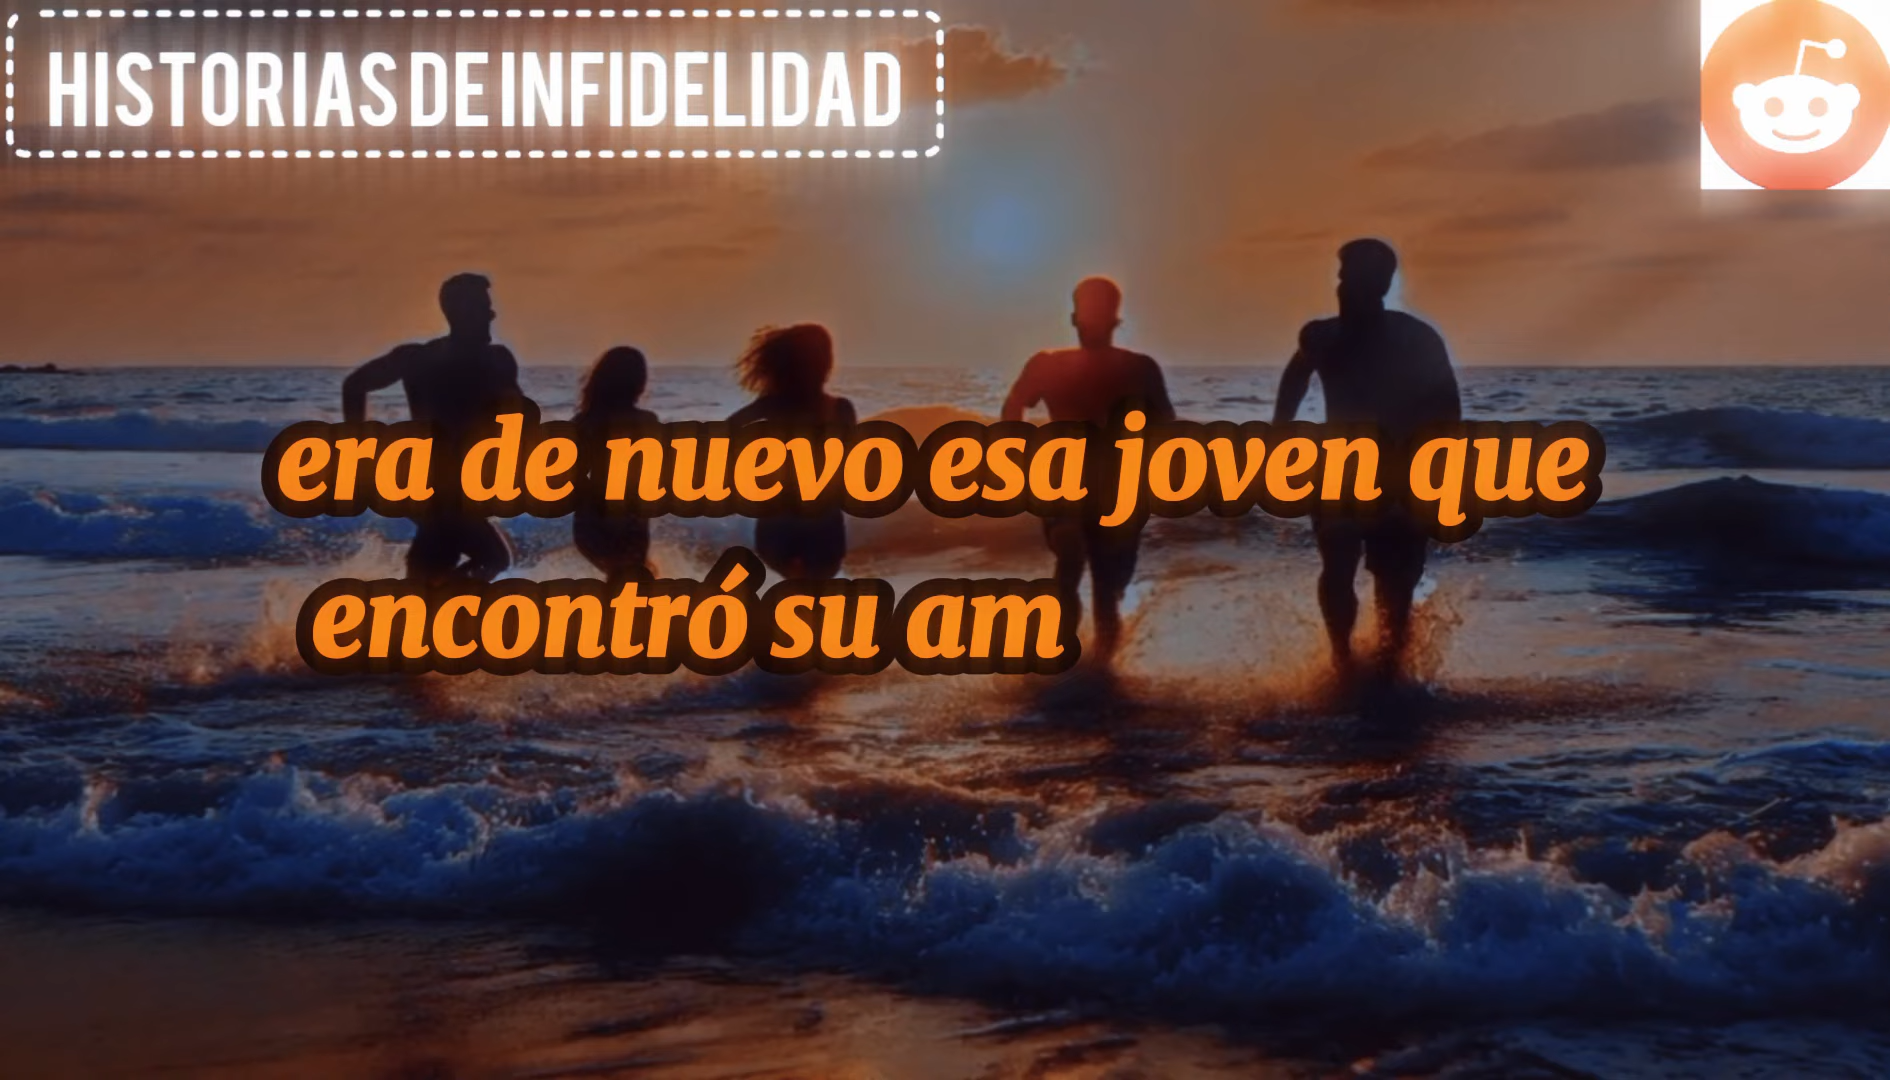 HISTORIAS DE INFIDELIDAD
era de nuevo esa joven que
encontró su am